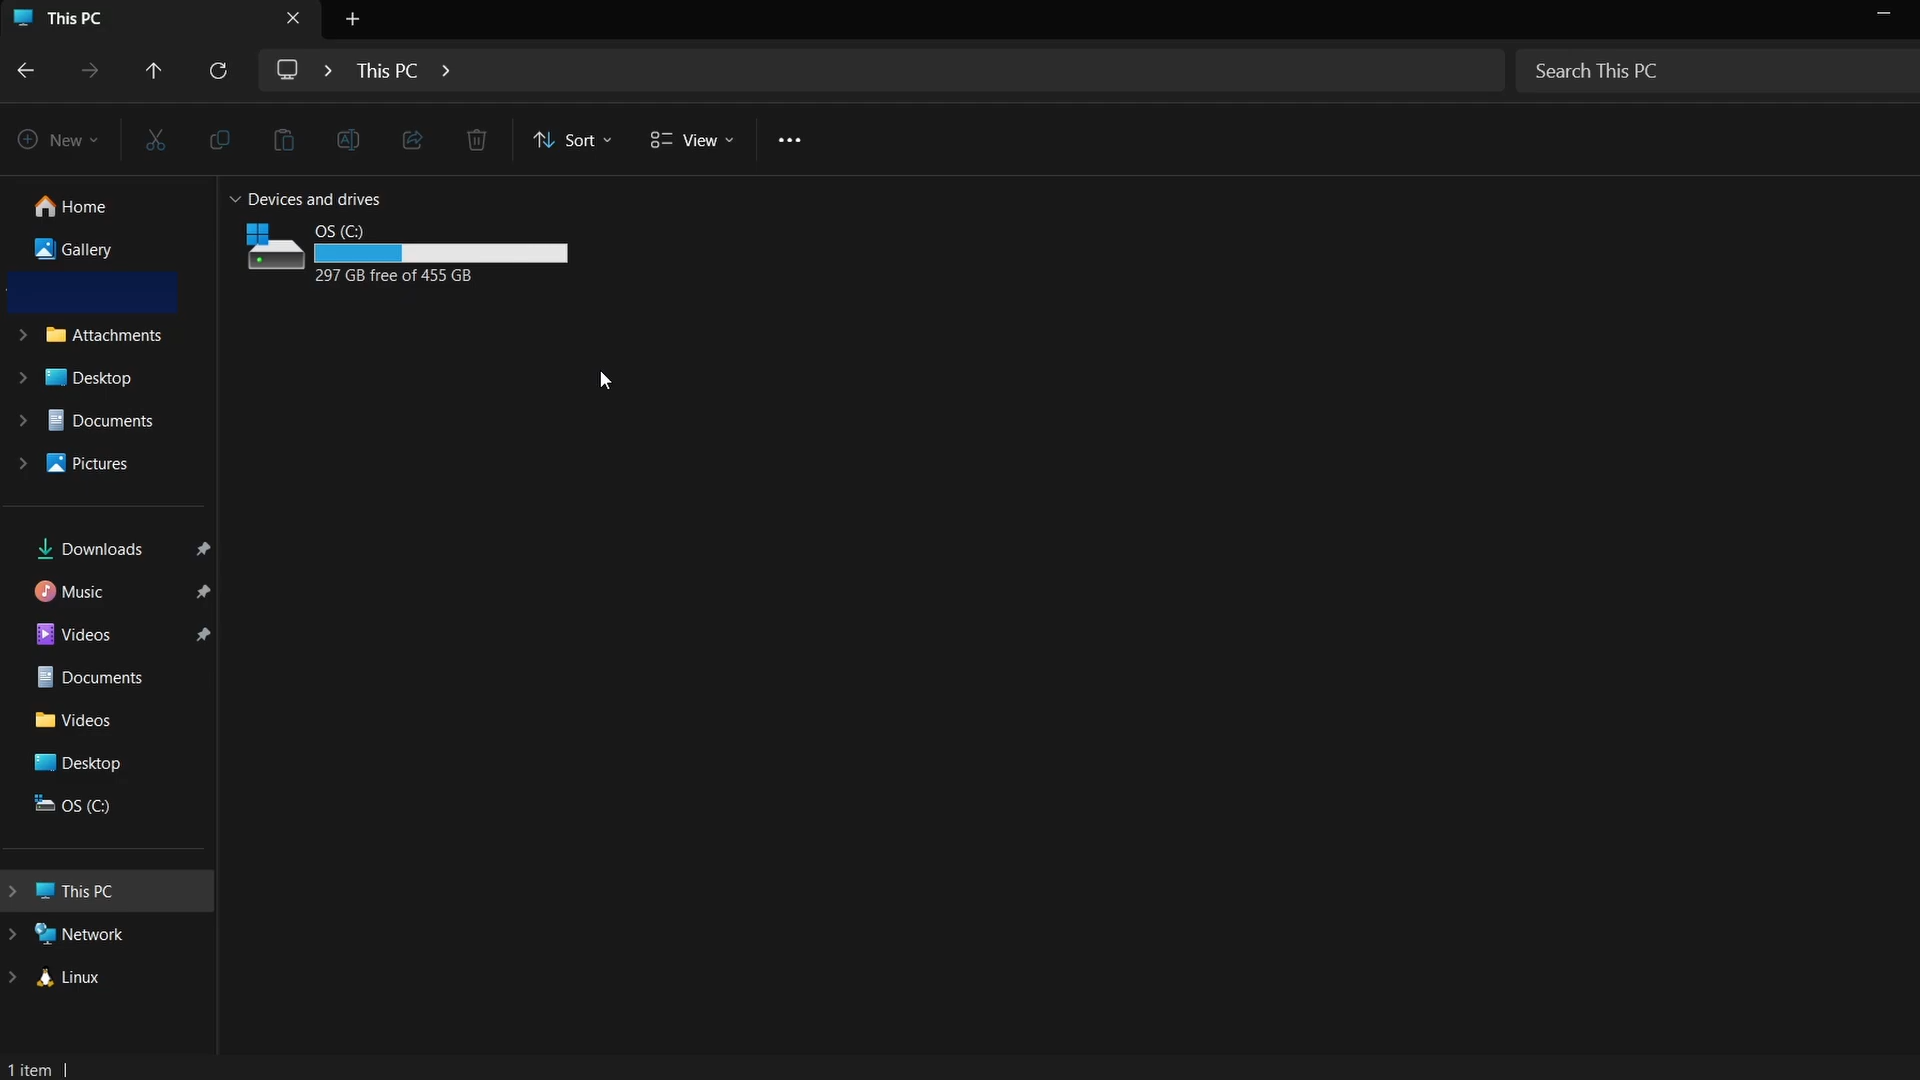 This PC
This PC
Search This PC
New
Sort
View
Home
Gallery
Attachments
Desktop
Documents
Pictures
Downloads
Music
Videos
Documents
Videos
Desktop
OS (C:)
This PC
Network
Linux
Devices and drives
OS (C:)
297 GB free of 455 GB
1 item